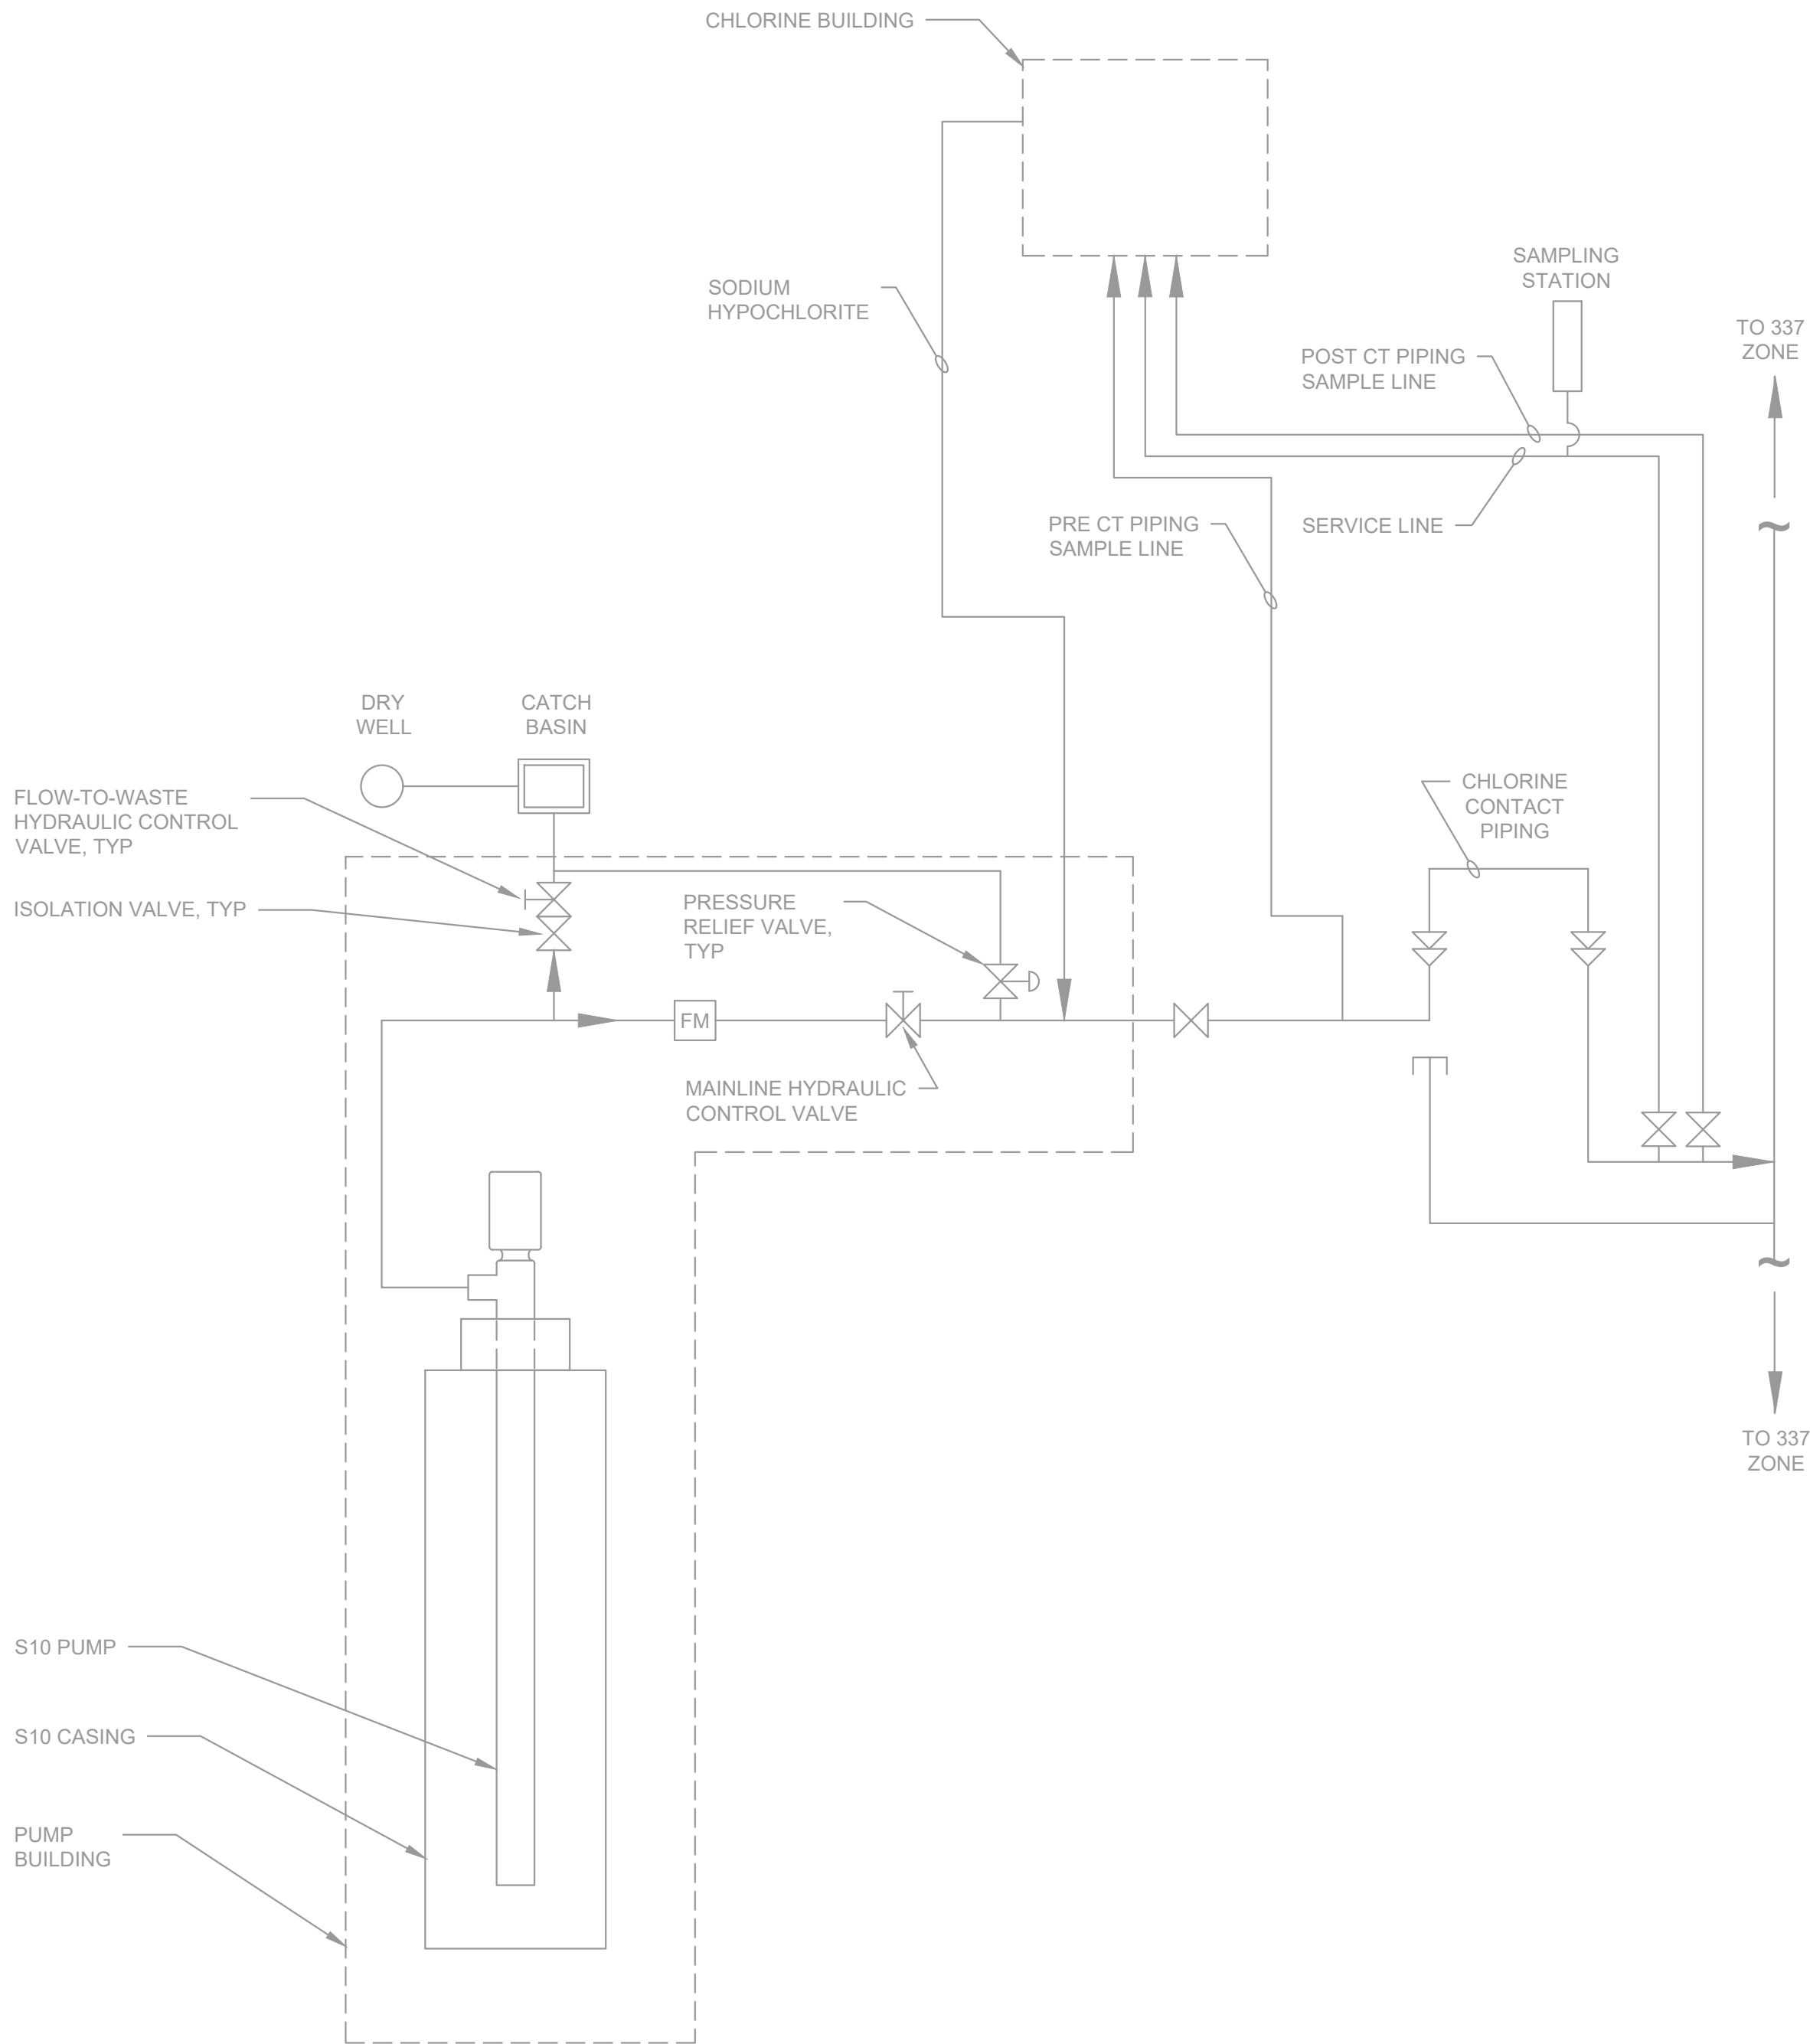 CHLORINE BUILDING
SAMPLING
STATION
SODIUM
HYPOCHLORITE
TO 337
ZONE
POST CT PIPING
SAMPLE LINE
PRE CT PIPING
SAMPLE LINE
SERVICE LINE
DRY
WELL
CATCH
BASIN
FLOW-TO-WASTE
HYDRAULIC CONTROL
VALVE, TYP
CHLORINE
CONTACT
PIPING
ISOLATION VALVE, TYP
PRESSURE
RELIEF VALVE,
TYP
FM
MAINLINE HYDRAULIC
CONTROL VALVE
TO 337
ZONE
S10 PUMP
S10 CASING
PUMP
BUILDING